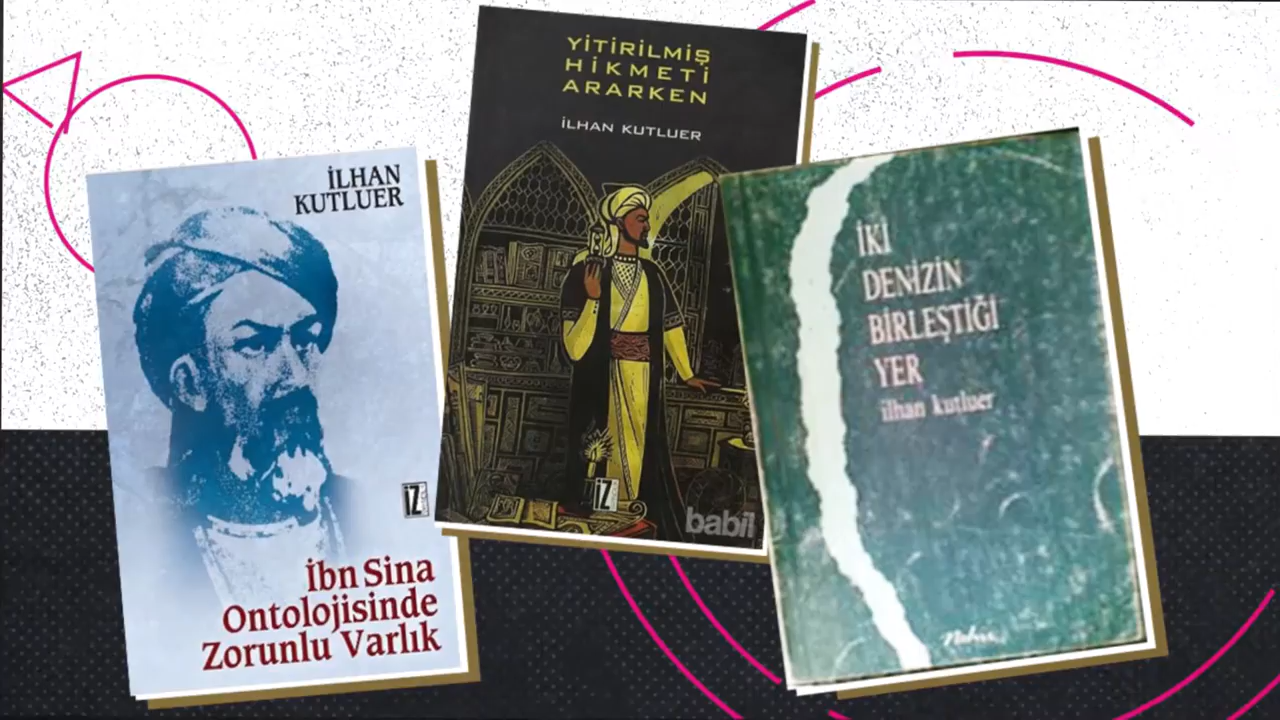 İLHAN
KUTLUER
İZ
İbn Sina
Ontolojisinde
Zorunlu Varlık
YİTİRİLMİŞ
HİKMETİ
ARARKEN
İLHAN KUTLUER
İZ
babil
İKİ
DENİZİN
BİRLEŞTİĞİ
YER
ilhan kutluer